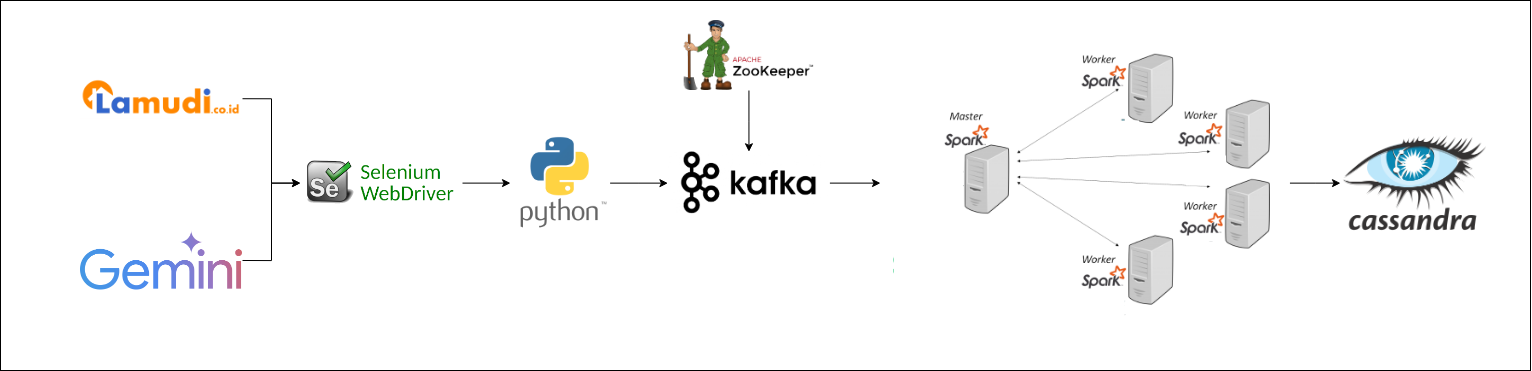 Lamudi.co.id
Gemini
Se
Selenium
WebDriver
python™
APACHE
ZooKeeper™
kafka
Master
Spark
Worker
Spark
Worker
Spark
Worker
Spark
Worker
Spark
cassandra